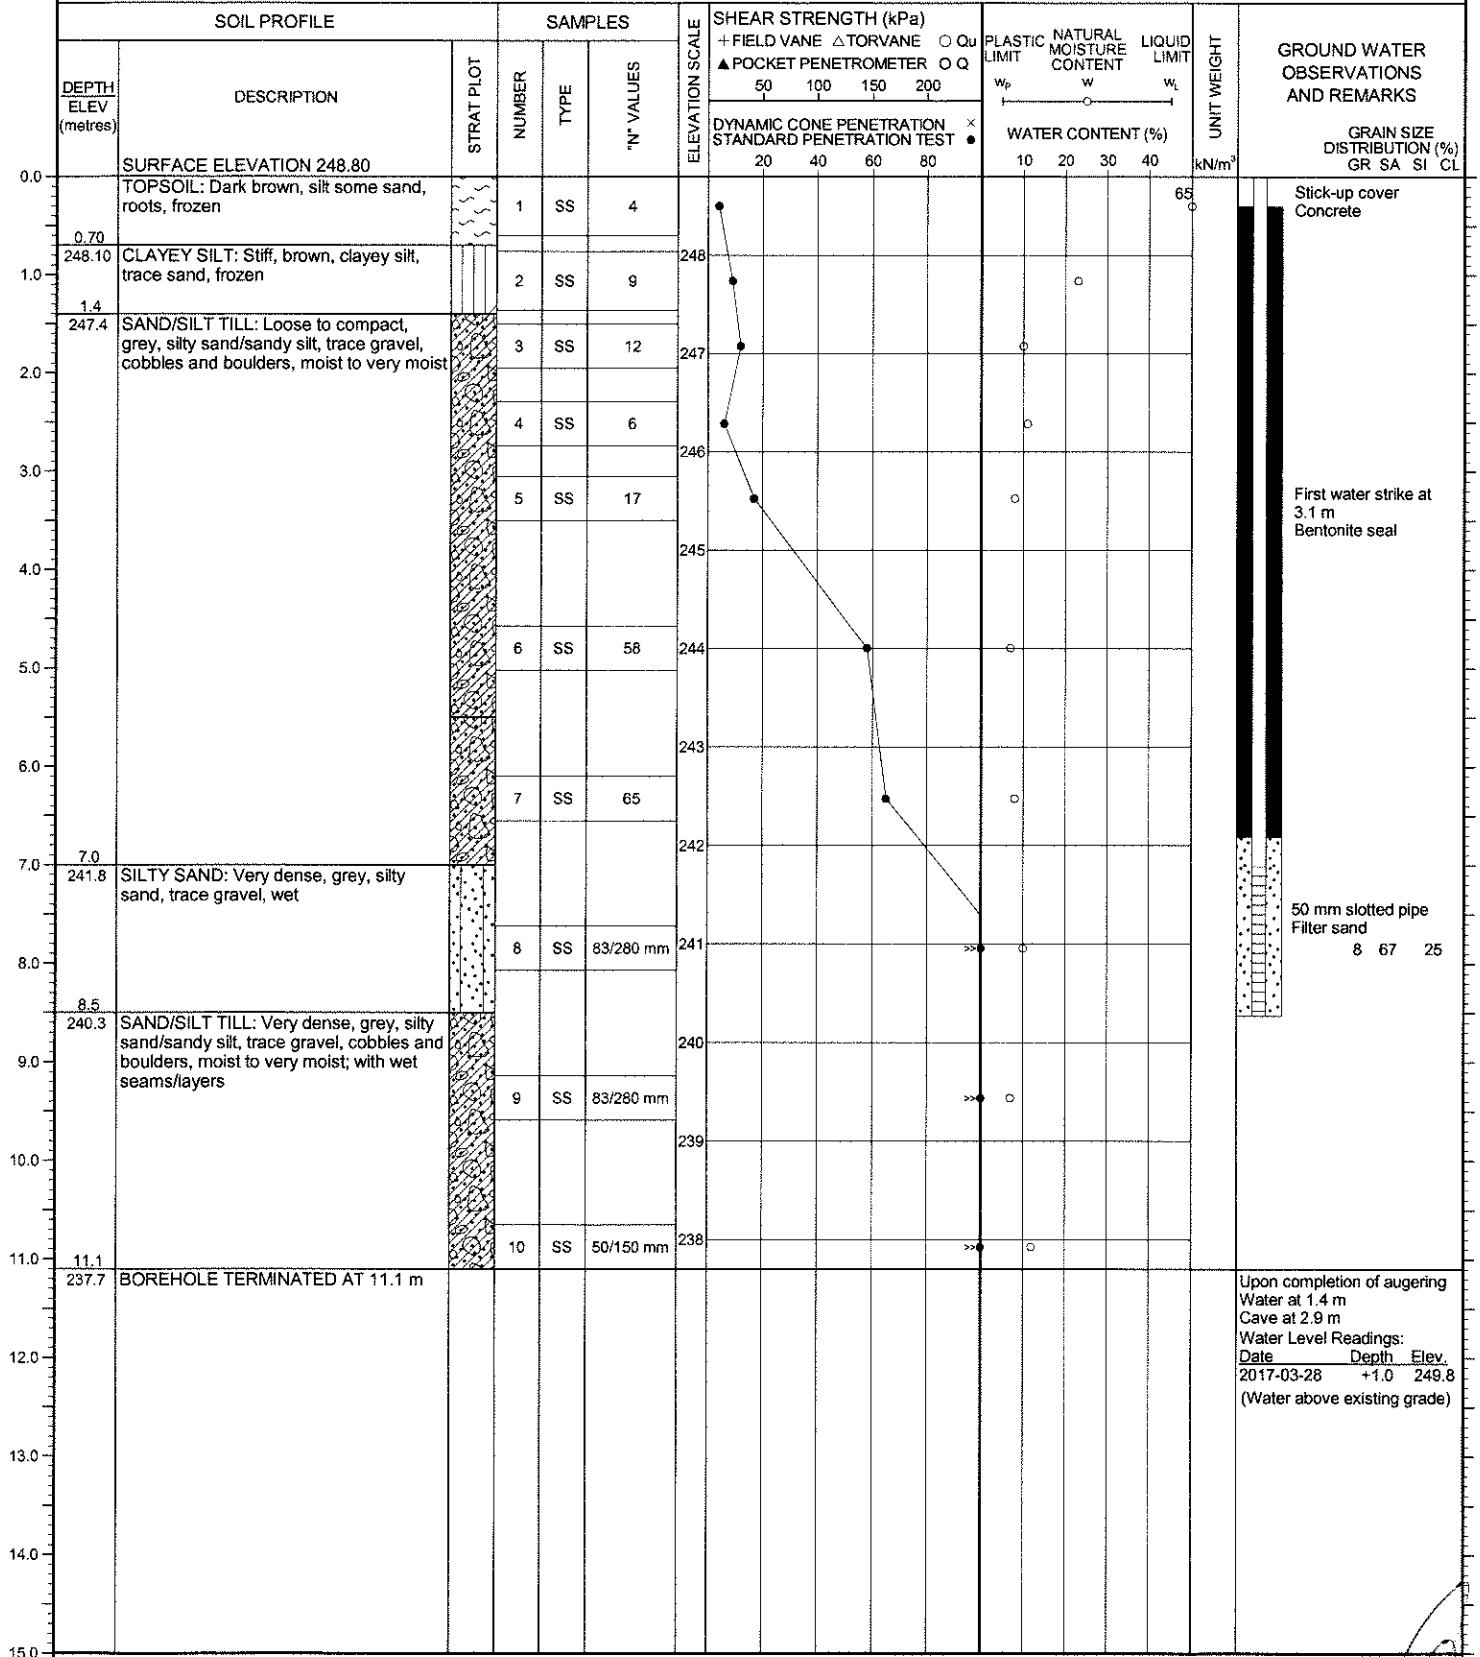 SOIL PROFILE
SAMPLES
ELEVATION SCALE
SHEAR STRENGTH (kPa)
+ FIELD VANE △ TORVANE ○ Qu
▲ POCKET PENETROMETER ○ Q
50 100 150 200
DYNAMIC CONE PENETRATION ×
STANDARD PENETRATION TEST ●
20 40 60 80
PLASTIC LIMIT
NATURAL MOISTURE CONTENT
LIQUID LIMIT
WP W WL
WATER CONTENT (%)
10 20 30 40
UNIT WEIGHT
kN/m³
GROUND WATER
OBSERVATIONS
AND REMARKS
GRAIN SIZE
DISTRIBUTION (%)
GR SA SI CL
DEPTH
ELEV
(metres)
DESCRIPTION
STRAT PLOT
NUMBER
TYPE
"N" VALUES
SURFACE ELEVATION 248.80
0.0
TOPSOIL: Dark brown, silt some sand,
roots, frozen
1 SS 4
65
Stick-up cover
Concrete
0.70
248.10
CLAYEY SILT: Stiff, brown, clayey silt,
trace sand, frozen
248
1.0
2 SS 9
1.4
247.4
SAND/SILT TILL: Loose to compact,
grey, silty sand/sandy silt, trace gravel,
cobbles and boulders, moist to very moist
3 SS 12
247
2.0
4 SS 6
246
3.0
5 SS 17
First water strike at
3.1 m
Bentonite seal
245
4.0
6 SS 58
244
5.0
243
6.0
7 SS 65
242
7.0
7.0
241.8
SILTY SAND: Very dense, grey, silty
sand, trace gravel, wet
50 mm slotted pipe
Filter sand
8 SS 83/280 mm
241
>>
8 67 25
8.0
8.5
240.3
SAND/SILT TILL: Very dense, grey, silty
sand/sandy silt, trace gravel, cobbles and
boulders, moist to very moist; with wet
seams/layers
240
9.0
9 SS 83/280 mm
>>
239
10.0
10 SS 50/150 mm
238
>>
11.0
11.1
237.7
BOREHOLE TERMINATED AT 11.1 m
Upon completion of augering
Water at 1.4 m
Cave at 2.9 m
Water Level Readings:
Date Depth Elev.
2017-03-28 +1.0 249.8
(Water above existing grade)
12.0
13.0
14.0
15.0